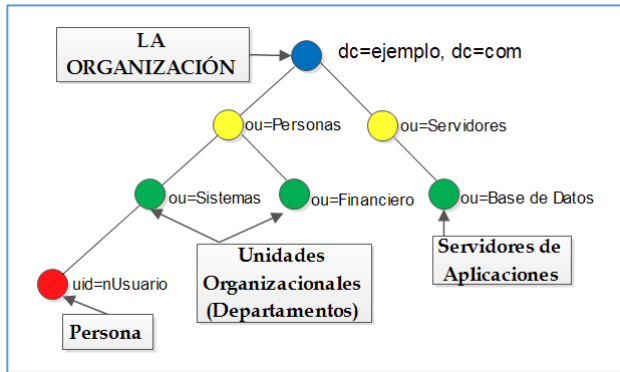 LA
ORGANIZACIÓN
dc=ejemplo, dc=com
ou=Personas
ou=Servidores
ou=Sistemas
ou=Financiero
ou=Base de Datos
Unidades
Organizacionales
(Departamentos)
Servidores de
Aplicaciones
uid=nUsuario
Persona